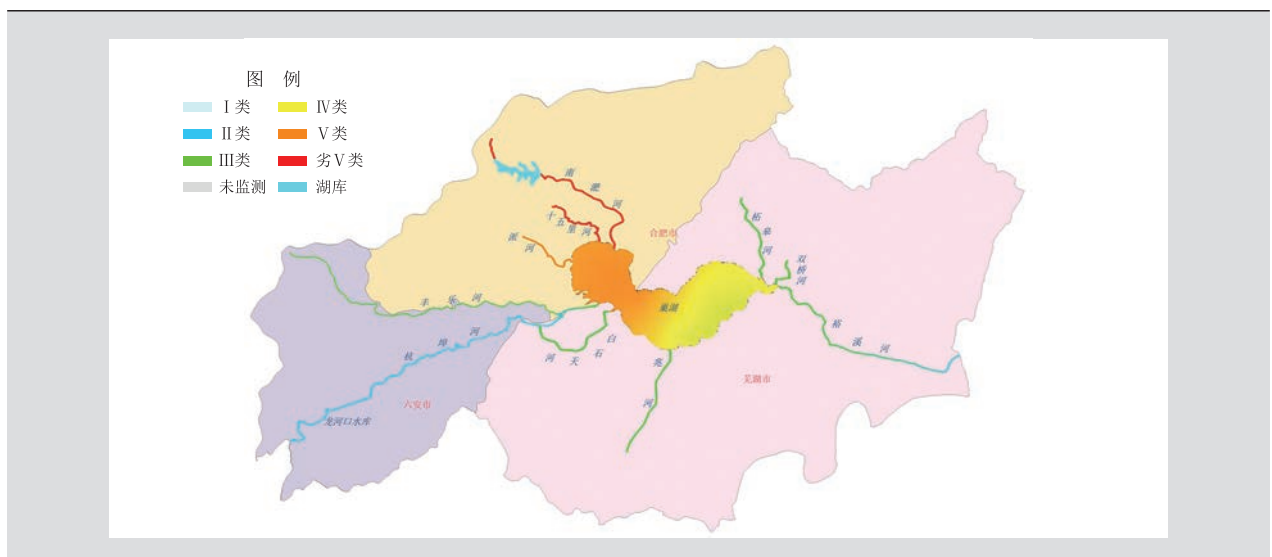 图 例
Ⅰ类
Ⅳ类
Ⅱ类
Ⅴ类
Ⅲ类
劣Ⅴ类
未监测
湖库
南淝河
十五里河
派河
合肥市
柘皋河
双桥河
丰乐河
巢湖
杭埠河
白石天河
裕溪河
兆河
芜湖市
六安市
龙河口水库